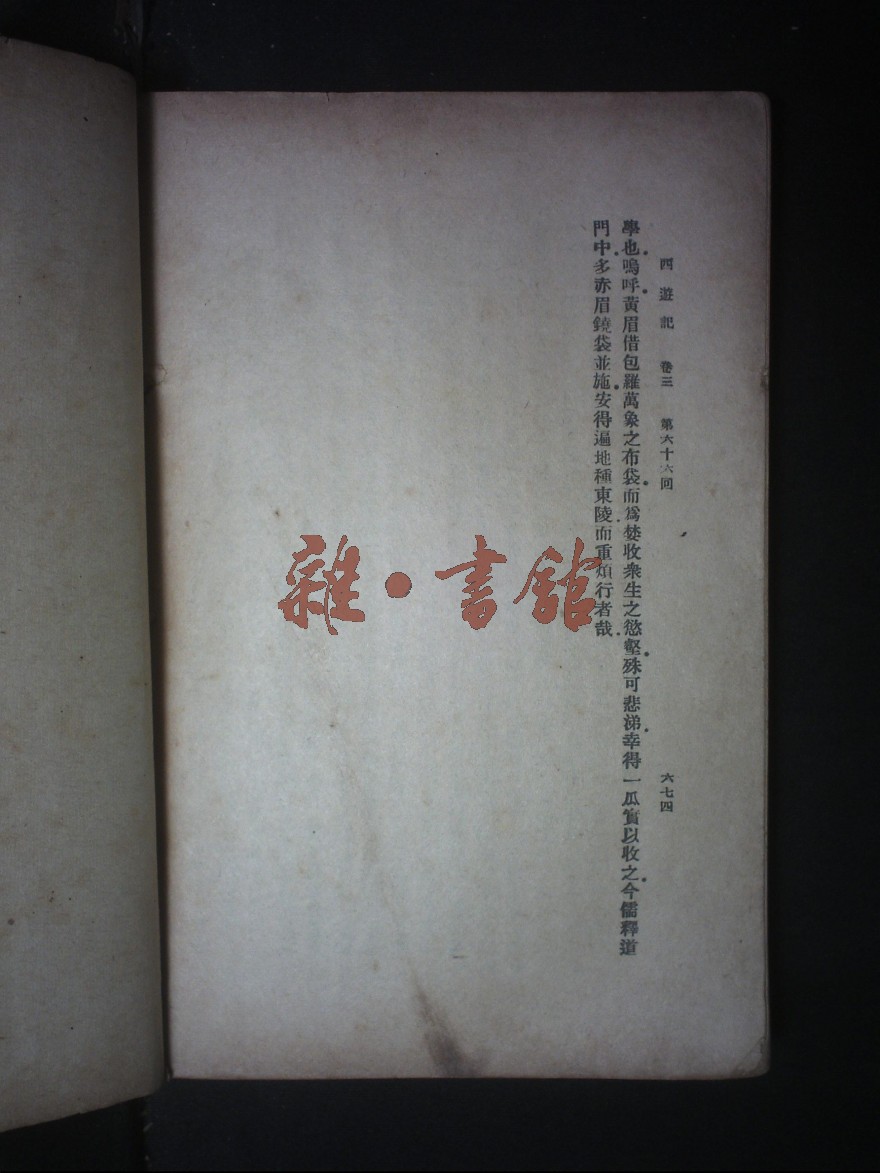 西遊記　卷三　第六十六回　六七四
學也嗚呼黃眉借包羅萬象之布袋而爲婪收衆生之慾壑殊可悲涕幸得一瓜實以收之今儒釋道
門中多赤眉鐃袋並施安得遍地種東陵而重煩行者哉
雜·書館